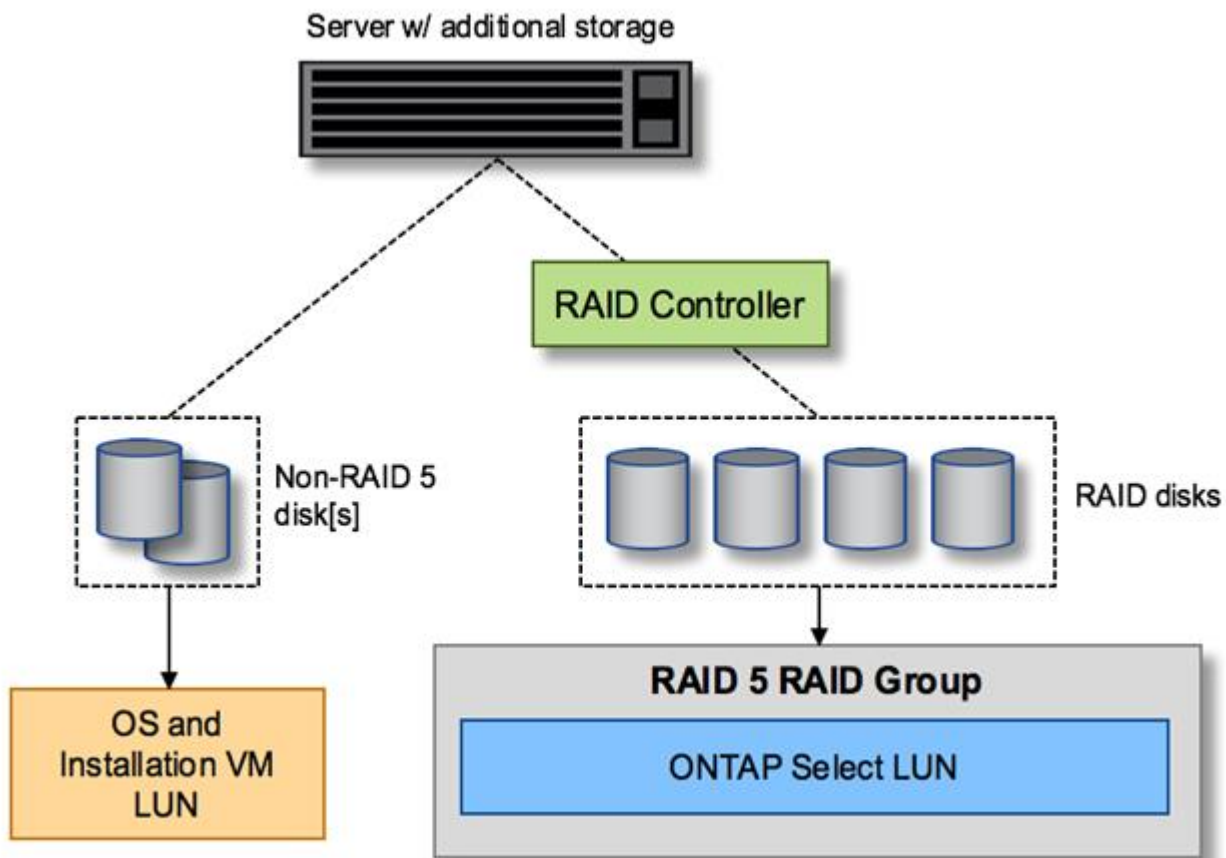 Server w/ additional storage
RAID Controller
Non-RAID 5
disk[s]
RAID disks
OS and
Installation VM
LUN
RAID 5 RAID Group
ONTAP Select LUN